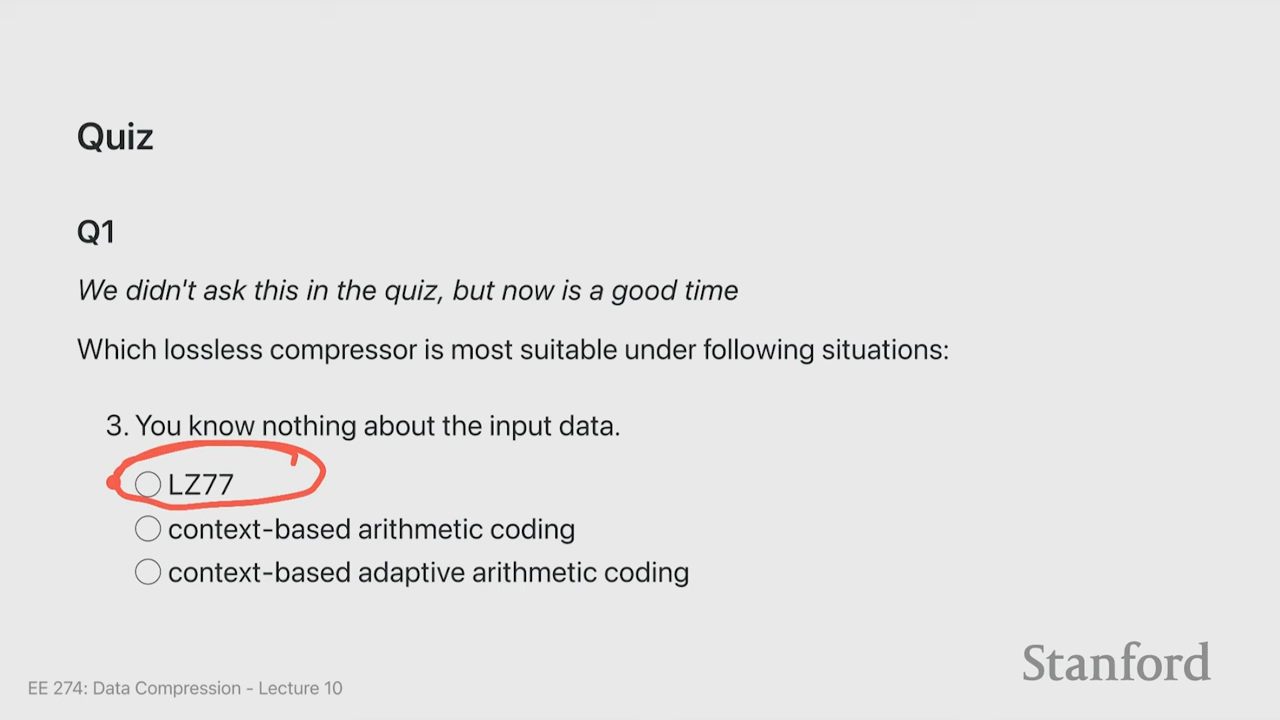 Quiz
Q1
We didn't ask this in the quiz, but now is a good time
Which lossless compressor is most suitable under following situations:
3. You know nothing about the input data.
LZ77
context-based arithmetic coding
context-based adaptive arithmetic coding
Stanford
EE 274: Data Compression - Lecture 10